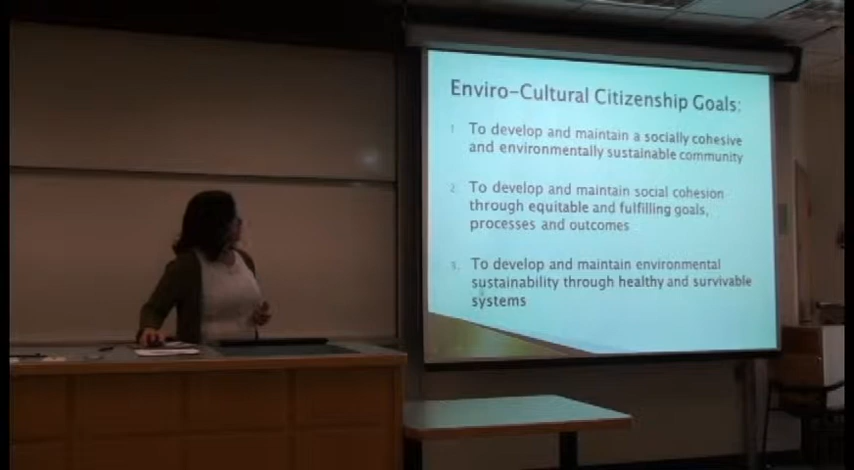 Enviro-Cultural Citizenship Goals:
1. To develop and maintain a socially cohesive
and environmentally sustainable community
2. To develop and maintain social cohesion
through equitable and fulfilling goals,
processes and outcomes
3. To develop and maintain environmental
sustainability through healthy and survivable
systems